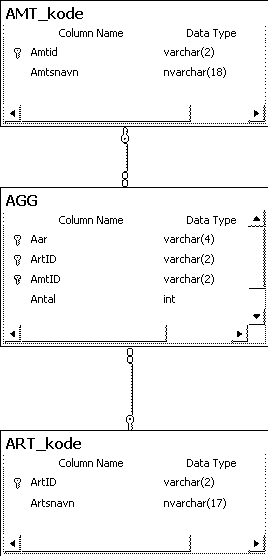 AMT_kode
Column Name Data Type
Amtid varchar(2)
Amtsnavn nvarchar(18)
AGG
Column Name Data Type
Aar varchar(4)
ArtID varchar(2)
AmtID varchar(2)
Antal int
ART_kode
Column Name Data Type
ArtID varchar(2)
Artsnavn nvarchar(17)